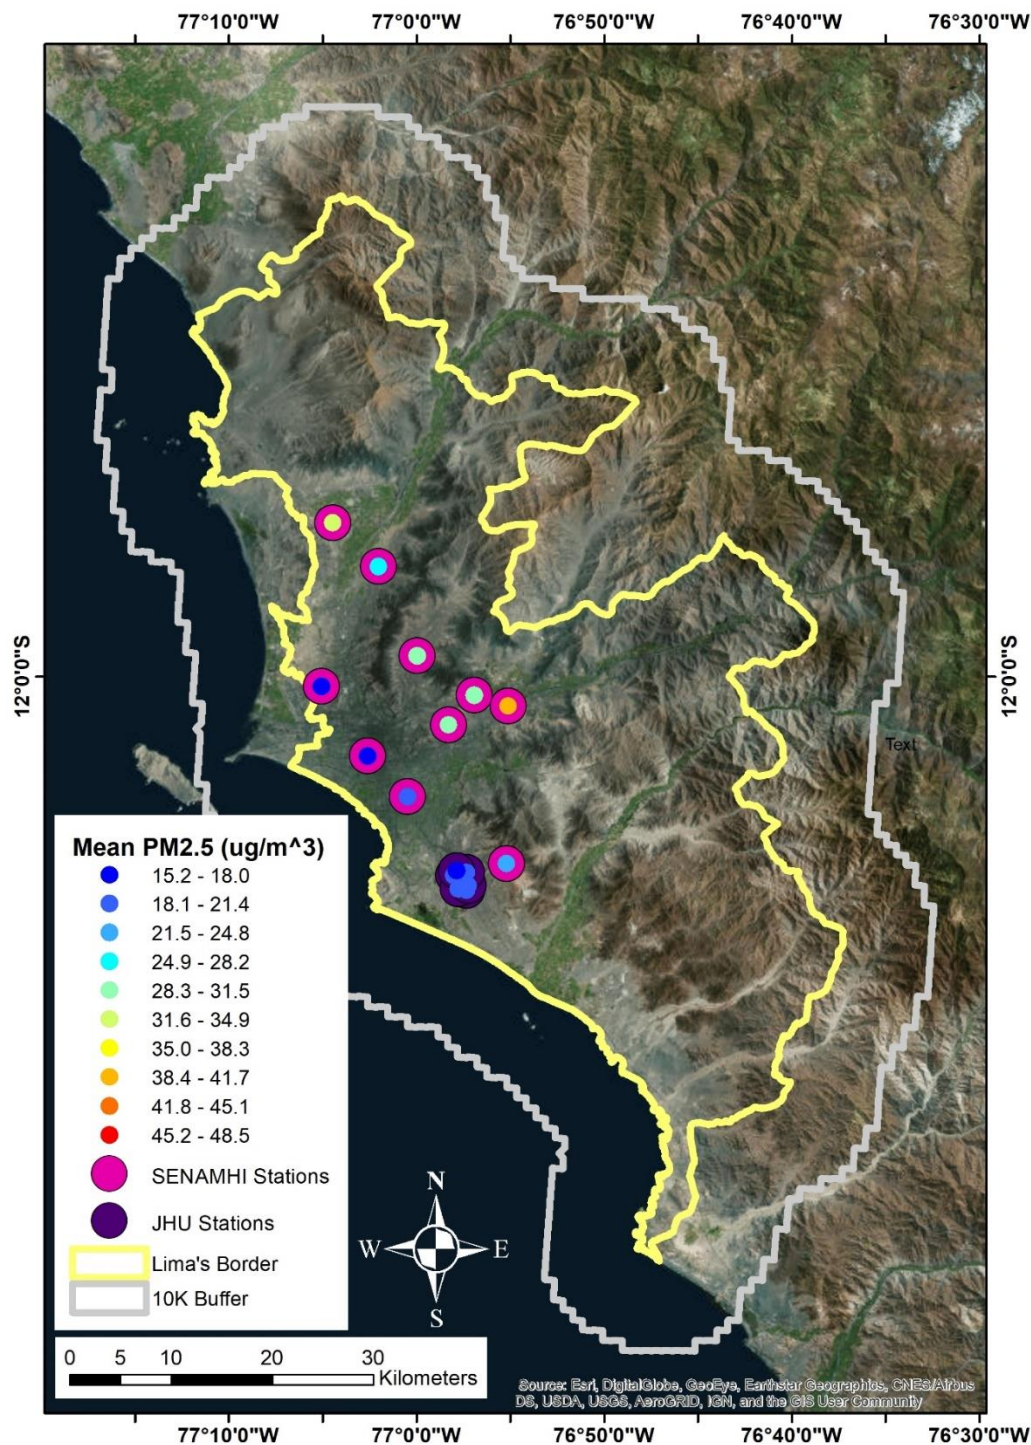 77°10'0"W 77°0'0"W 76°50'0"W 76°40'0"W 76°30'0"W
12°0'0"S
12°0'0"S
Text
Mean PM2.5 (ug/m^3)
15.2 - 18.0
18.1 - 21.4
21.5 - 24.8
24.9 - 28.2
28.3 - 31.5
31.6 - 34.9
35.0 - 38.3
38.4 - 41.7
41.8 - 45.1
45.2 - 48.5
SENAMHI Stations
JHU Stations
Lima's Border
10K Buffer
N
W E
S
0 5 10 20 30
Kilometers
Source: Esri, DigitalGlobe, GeoEye, Earthstar Geographics, CNES/Airbus
DS, USDA, USGS, AeroGRID, IGN, and the GIS User Community
77°10'0"W 77°0'0"W 76°50'0"W 76°40'0"W 76°30'0"W